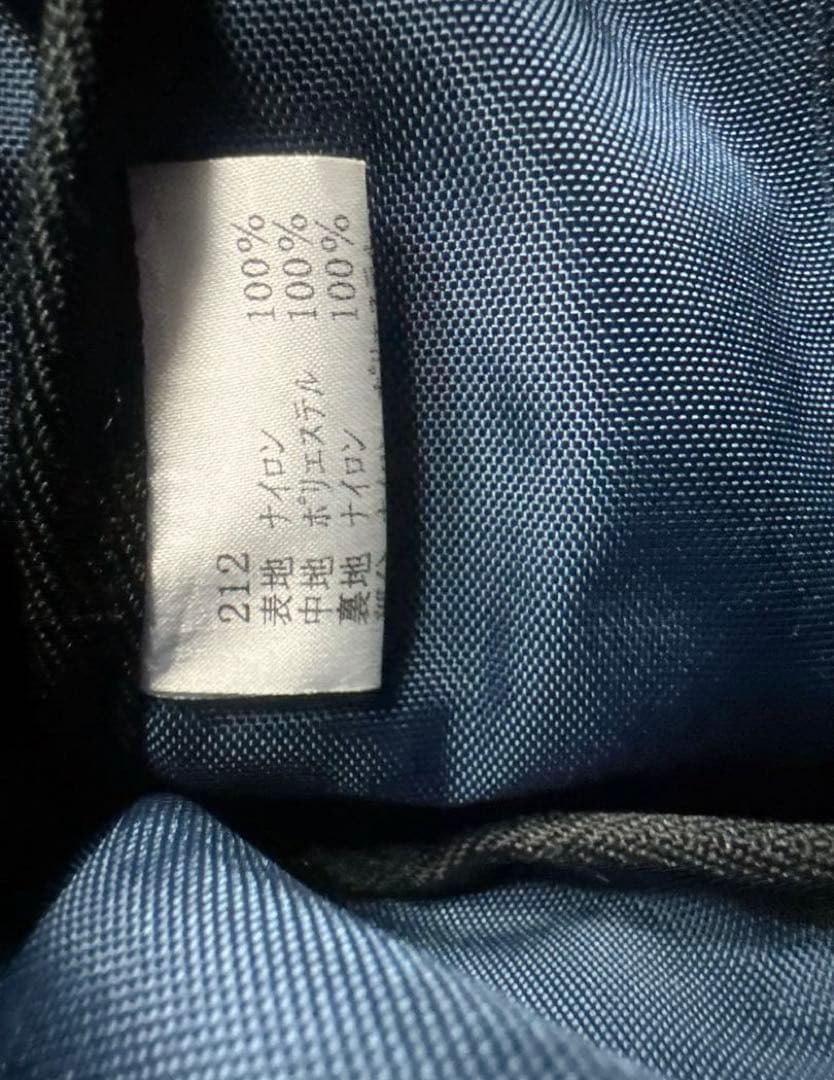 212
表地 ナイロン 100%
中地 ポリエステル 100%
裏地 ナイロン 100%